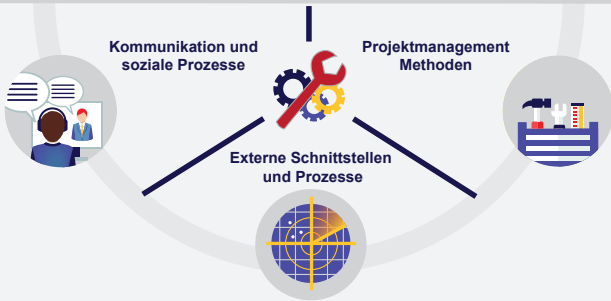 Kommunikation und
soziale Prozesse
Projektmanagement
Methoden
Externe Schnittstellen
und Prozesse